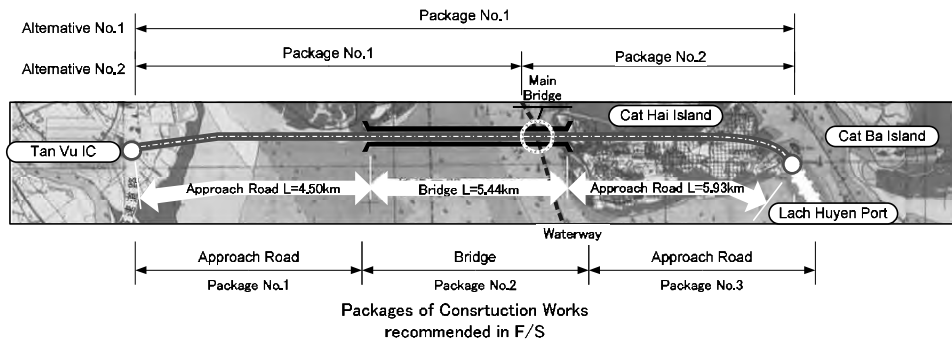 Package No.1
Alternative No.1
Package No.1
Package No.2
Alternative No.2
Main
Bridge
Cat Hai Island
Cat Ba Island
Tan Vu IC
Approach Road L=4.50km
Bridge L=5.44km
Approach Road L=5.93km
Lach Huyen Port
Waterway
Approach Road
Bridge
Approach Road
Package No.1
Package No.2
Package No.3
Packages of Consrtuction Works
recommended in F/S